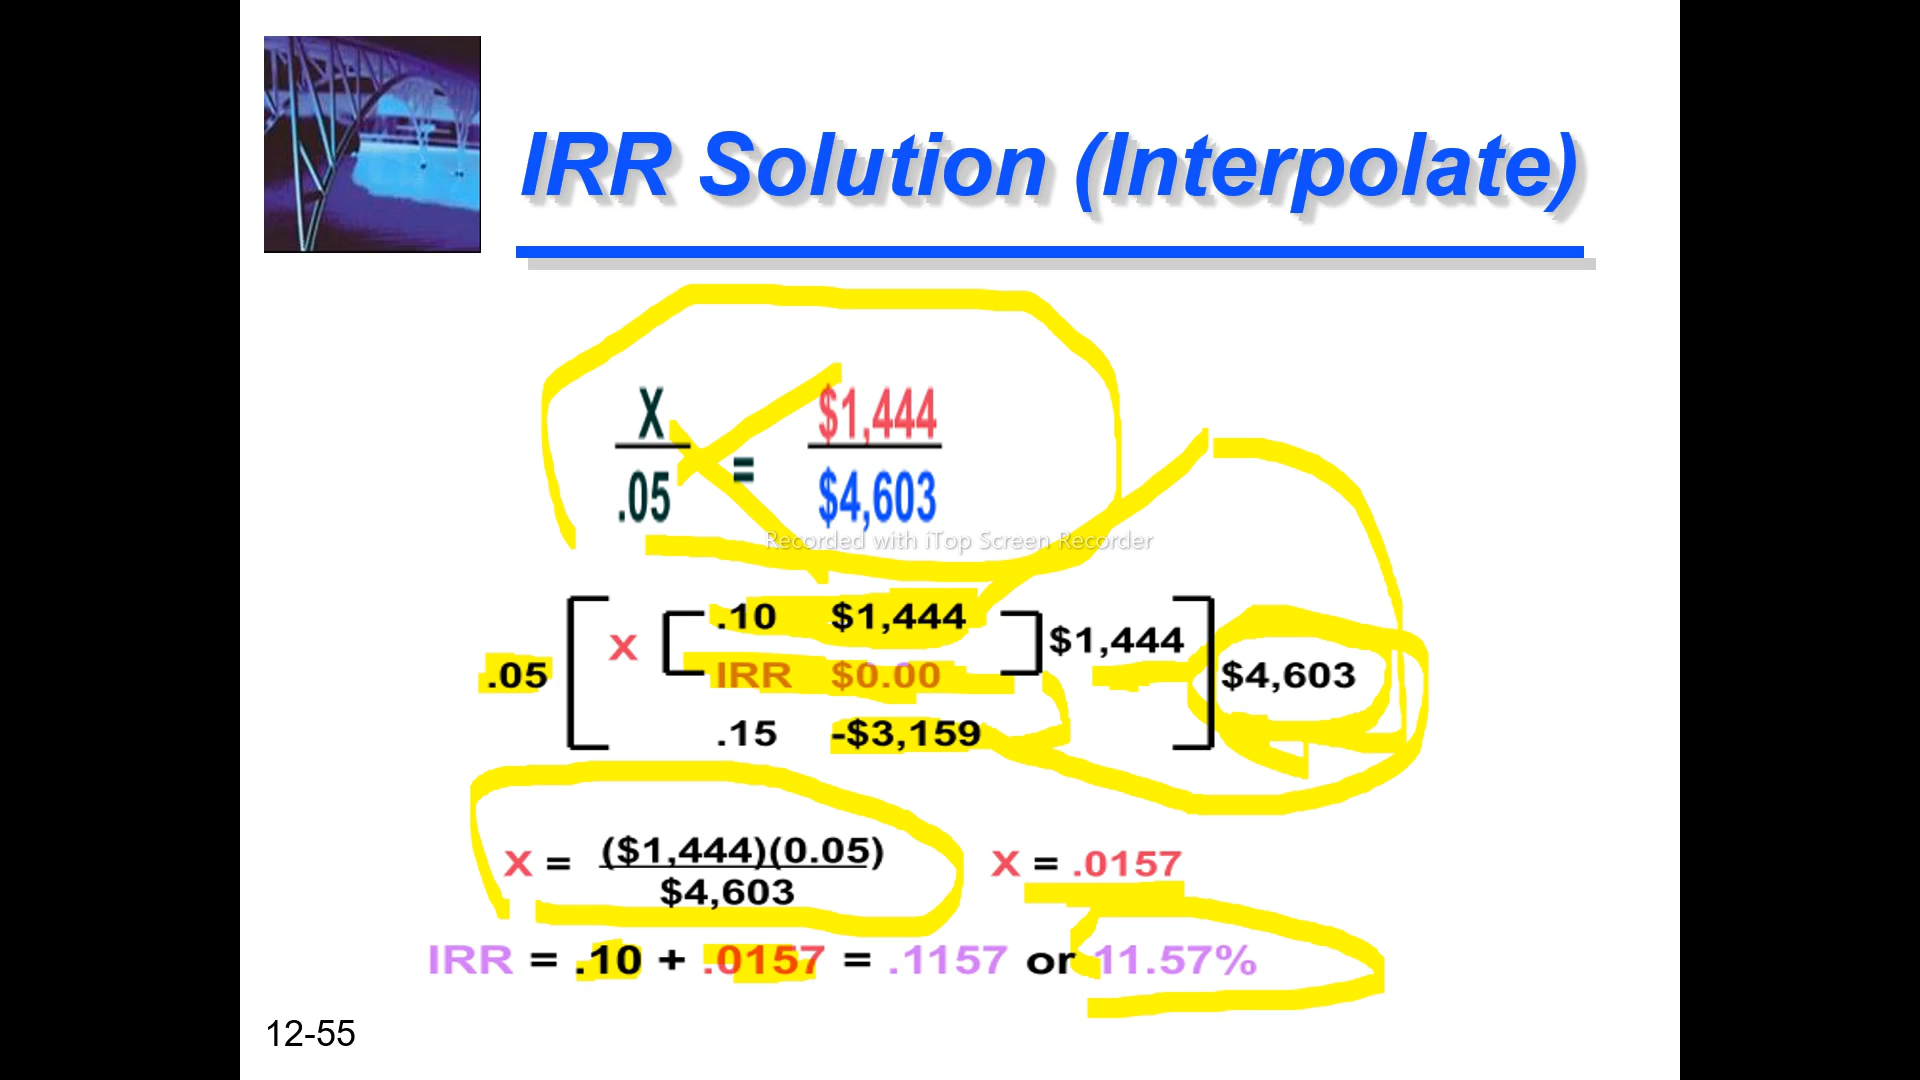 IRR Solution (Interpolate)
X $1,444
=
.05 $4,603
Recorded with iTop Screen Recorder
.10 $1,444
X $1,444
.05 IRR $0.00 $4,603
.15 -$3,159
($1,444)(0.05)
X = X = .0157
$4,603
IRR = .10 + .0157 = .1157 or 11.57%
12-55